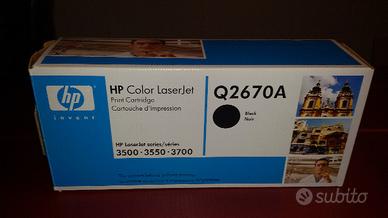 hp
invent
HP Color LaserJet
Print Cartridge
Cartouche d'impression
HP LaserJet series/séries
3500 • 3550 • 3700
Q2670A
Black
Noir
subito